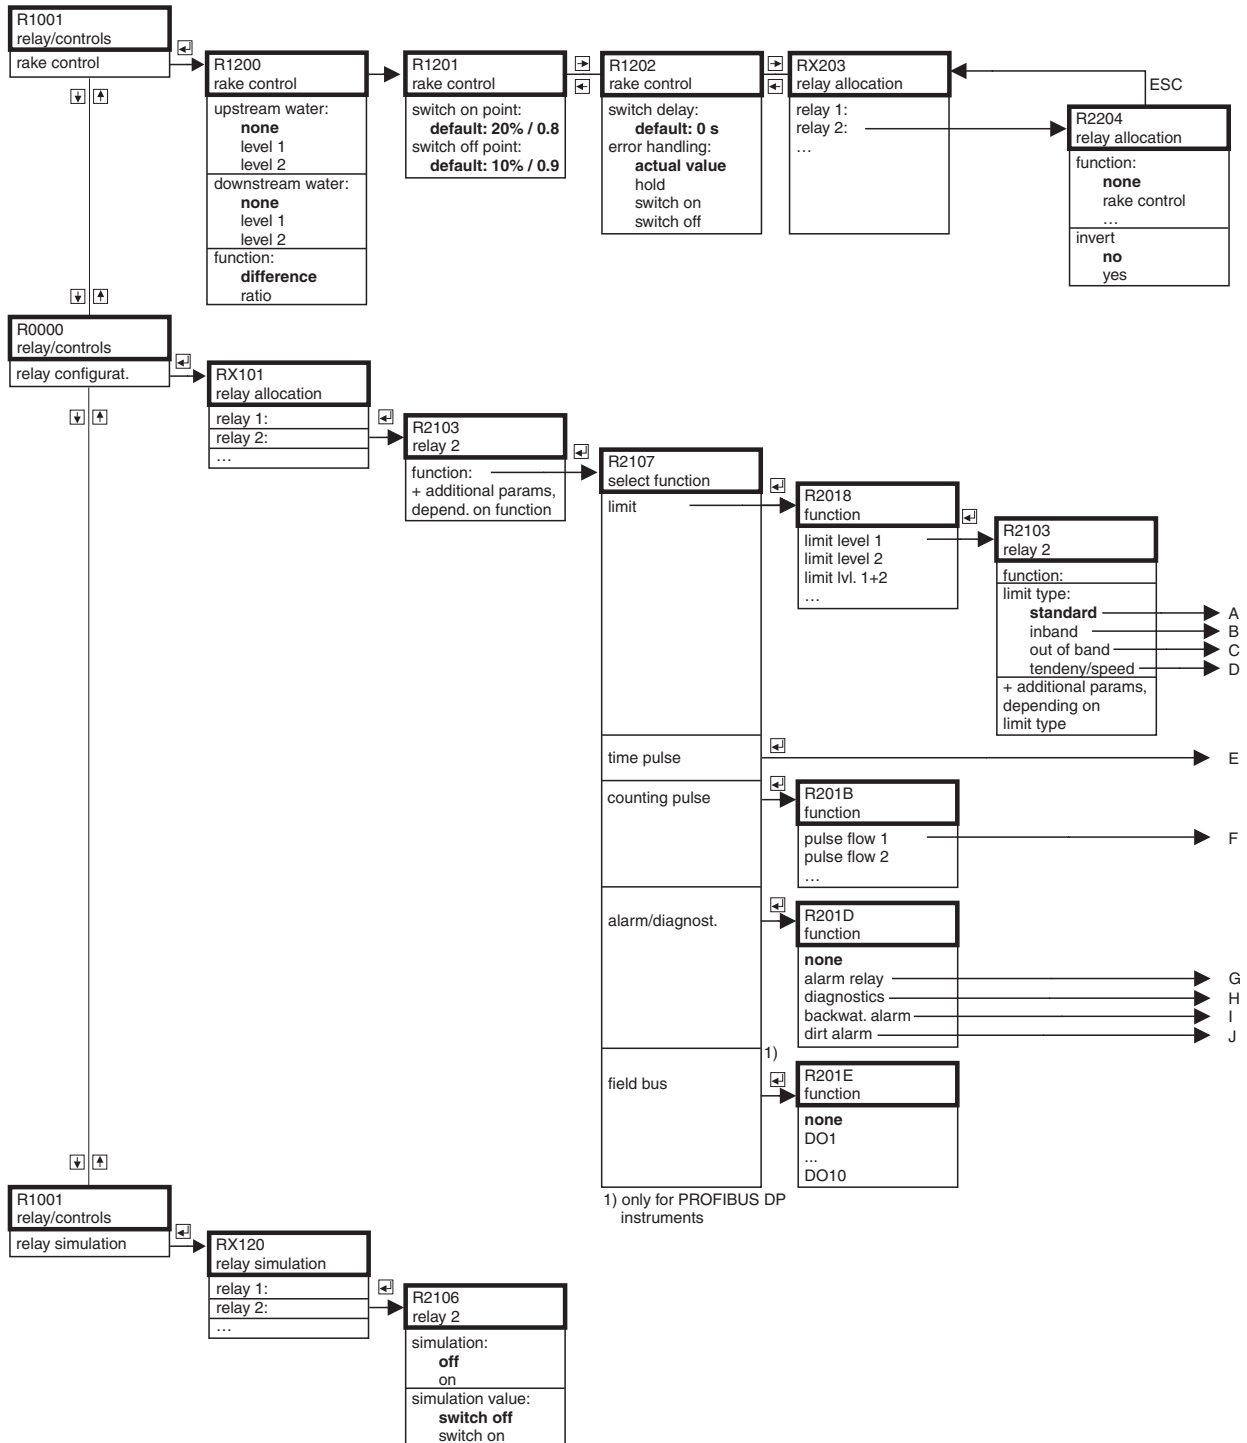 R1001
relay/controls
rake control
R1200
rake control
upstream water:
none
level 1
level 2
downstream water:
none
level 1
level 2
function:
difference
ratio
R1201
rake control
switch on point:
default: 20% / 0.8
switch off point:
default: 10% / 0.9
R1202
rake control
switch delay:
default: 0 s
error handling:
actual value
hold
switch on
switch off
RX203
relay allocation
relay 1:
relay 2:
…
ESC
R2204
relay allocation
function:
none
rake control
…
invert
no
yes
R0000
relay/controls
relay configurat.
RX101
relay allocation
relay 1:
relay 2:
…
R2103
relay 2
function:
+ additional params,
depend. on function
R2107
select function
limit
time pulse
counting pulse
alarm/diagnost.
field bus
1)
1) only for PROFIBUS DP
instruments
R2018
function
limit level 1
limit level 2
limit lvl. 1+2
…
R2103
relay 2
function:
limit type:
standard
inband
out of band
tendeny/speed
+ additional params,
depending on
limit type
A
B
C
D
E
R201B
function
pulse flow 1
pulse flow 2
…
F
R201D
function
none
alarm relay
diagnostics
backwat. alarm
dirt alarm
G
H
I
J
R201E
function
none
DO1
...
DO10
R1001
relay/controls
relay simulation
RX120
relay simulation
relay 1:
relay 2:
…
R2106
relay 2
simulation:
off
on
simulation value:
switch off
switch on